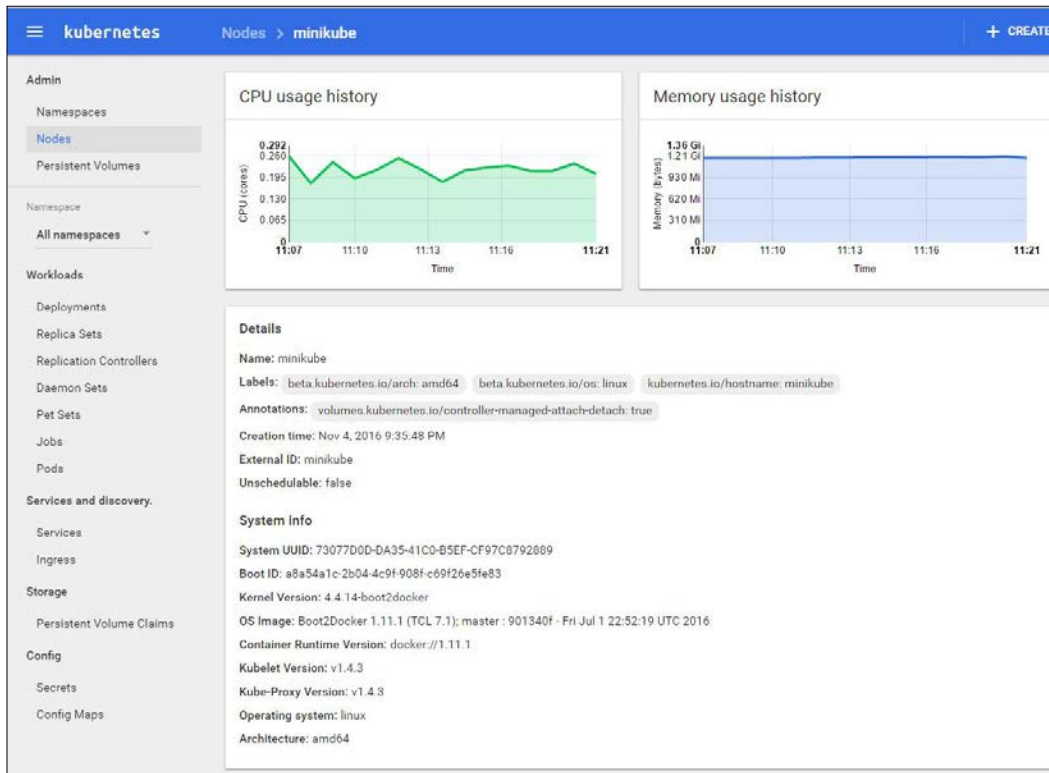 kubernetes
Nodes > minikube
+ CREATE
Admin
Namespaces
Nodes
Persistent Volumes
Namespace
All namespaces
Workloads
Deployments
Replica Sets
Replication Controllers
Daemon Sets
Pet Sets
Jobs
Pods
Services and discovery.
Services
Ingress
Storage
Persistent Volume Claims
Config
Secrets
Config Maps
CPU usage history
CPU (cores)
0.292
0.260
0.195
0.130
0.065
0
11:07 11:10 11:13 11:16 11:21
Time
Memory usage history
Memory (bytes)
1.36 Gi
1.21 Gi
930 Mi
620 Mi
310 Mi
0
11:07 11:10 11:13 11:16 11:21
Time
Details
Name: minikube
Labels: beta.kubernetes.io/arch: amd64 beta.kubernetes.io/os: linux kubernetes.io/hostname: minikube
Annotations: volumes.kubernetes.io/controller-managed-attach-detach: true
Creation time: Nov 4, 2016 9:35:48 PM
External ID: minikube
Unschedulable: false
System info
System UUID: 73077D0D-DA35-41C0-B5EF-CF97C8792889
Boot ID: a8a54a1c-2b04-4c9f-908f-c69f26e5fe83
Kernel Version: 4.4.14-boot2docker
OS Image: Boot2Docker 1.11.1 (TCL 7.1); master : 901340f - Fri Jul 1 22:52:19 UTC 2016
Container Runtime Version: docker://1.11.1
Kubelet Version: v1.4.3
Kube-Proxy Version: v1.4.3
Operating system: linux
Architecture: amd64